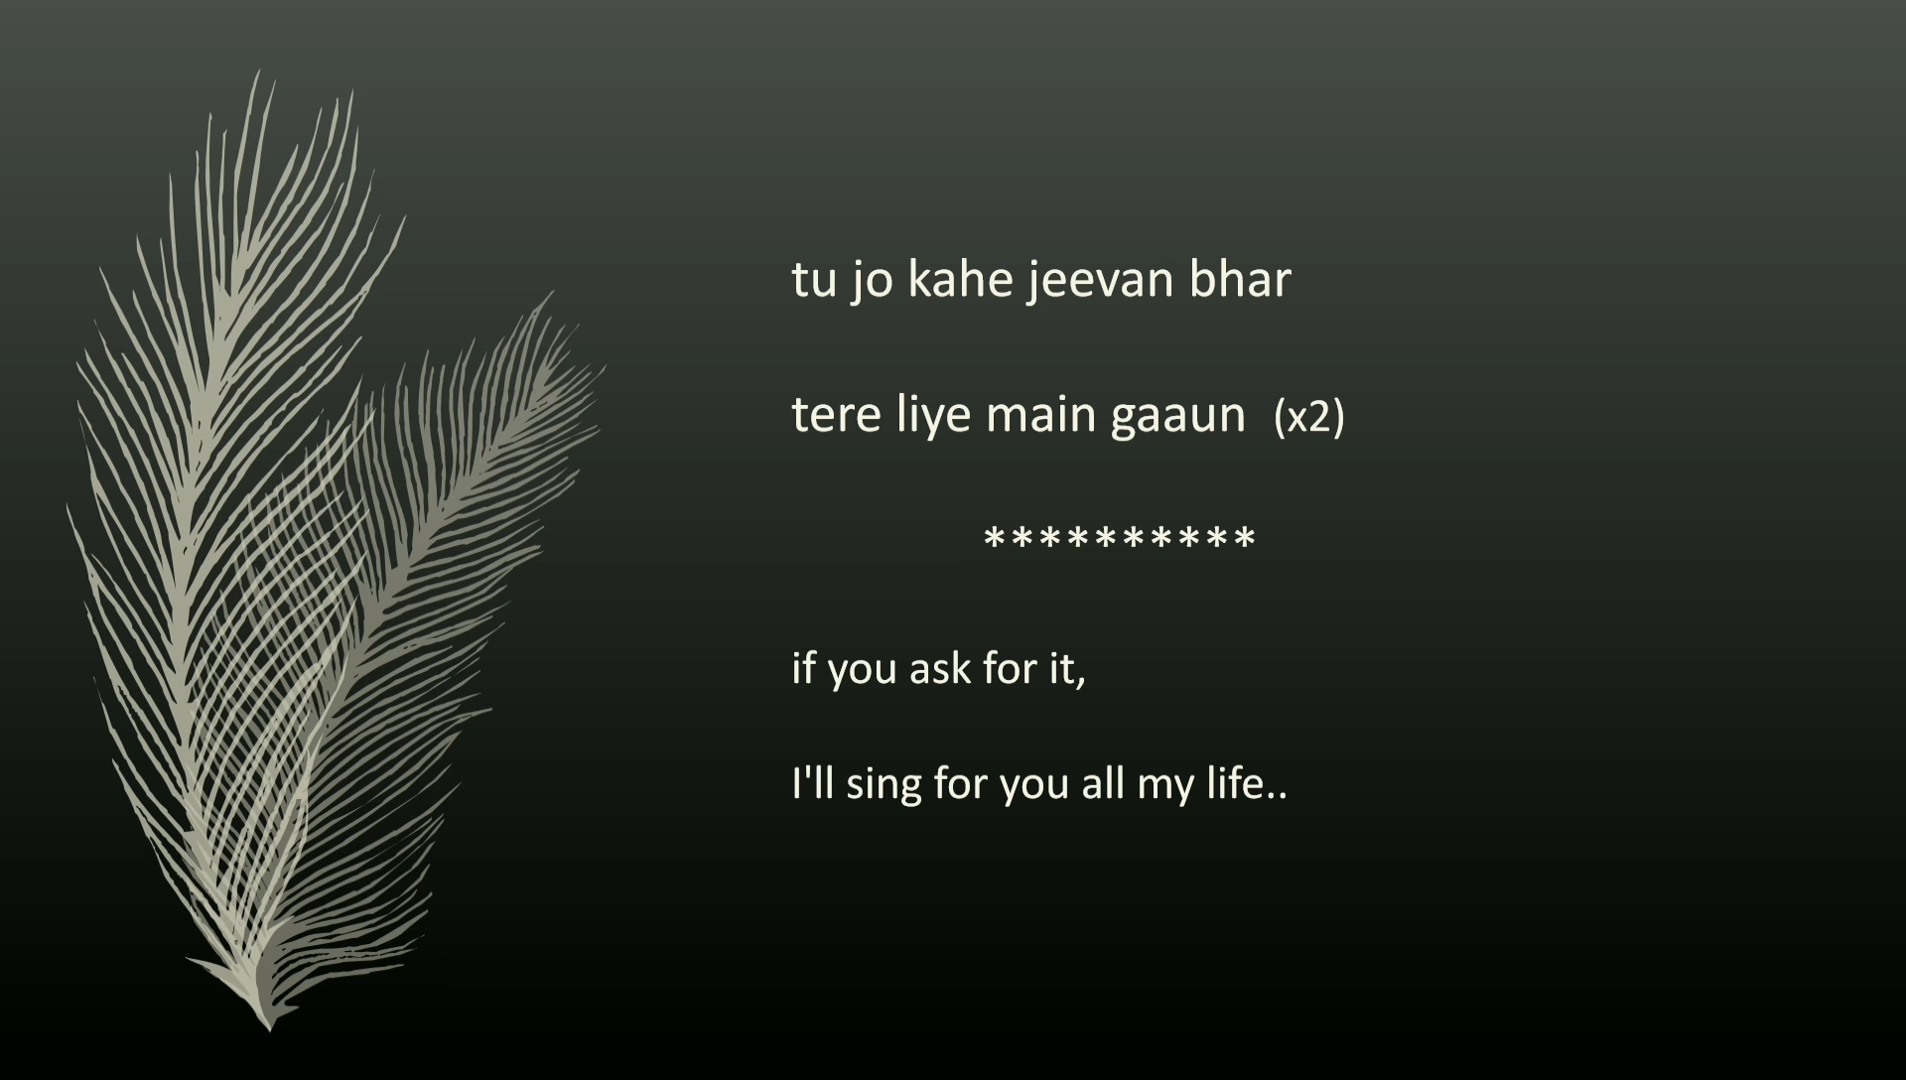 tu jo kahe jeevan bhar
tere liye main gaaun (x2)
**********
if you ask for it,
I'll sing for you all my life..